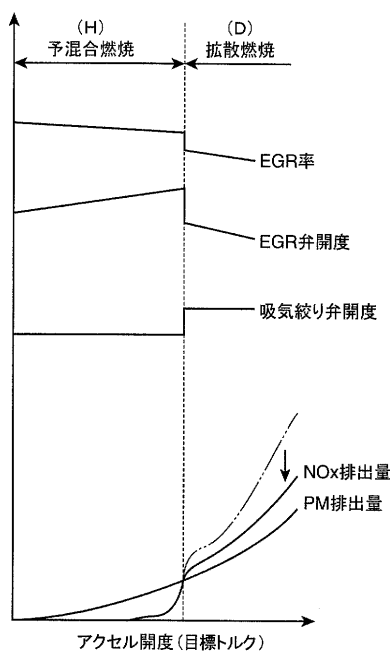 (H)
予混合燃焼
(D)
拡散燃焼
EGR率
EGR弁開度
吸気絞り弁開度
NOx排出量
PM排出量
アクセル開度(目標トルク)